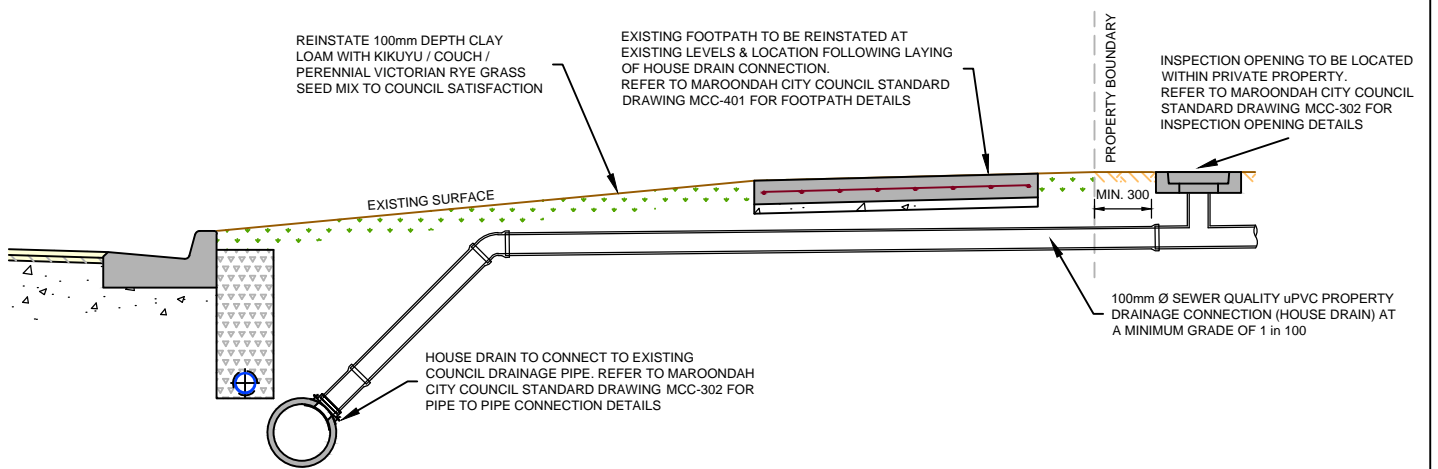 REINSTATE 100mm DEPTH CLAY
LOAM WITH KIKUYU / COUCH /
PERENNIAL VICTORIAN RYE GRASS
SEED MIX TO COUNCIL SATISFACTION
EXISTING FOOTPATH TO BE REINSTATED AT
EXISTING LEVELS & LOCATION FOLLOWING LAYING
OF HOUSE DRAIN CONNECTION.
REFER TO MAROONDAH CITY COUNCIL STANDARD
DRAWING MCC-401 FOR FOOTPATH DETAILS
PROPERTY BOUNDARY
INSPECTION OPENING TO BE LOCATED
WITHIN PRIVATE PROPERTY.
REFER TO MAROONDAH CITY COUNCIL
STANDARD DRAWING MCC-302 FOR
INSPECTION OPENING DETAILS
EXISTING SURFACE
MIN. 300
100mm Ø SEWER QUALITY uPVC PROPERTY
DRAINAGE CONNECTION (HOUSE DRAIN) AT
A MINIMUM GRADE OF 1 in 100
HOUSE DRAIN TO CONNECT TO EXISTING
COUNCIL DRAINAGE PIPE. REFER TO MAROONDAH
CITY COUNCIL STANDARD DRAWING MCC-302 FOR
PIPE TO PIPE CONNECTION DETAILS